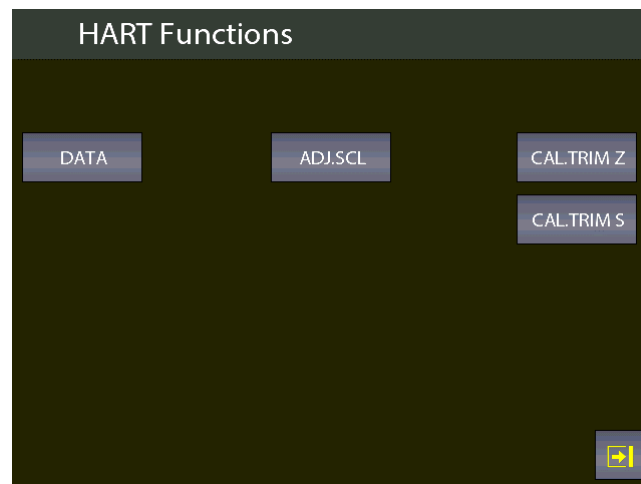 HART Functions
DATA
ADJ.SCL
CAL.TRIM Z
CAL.TRIM S